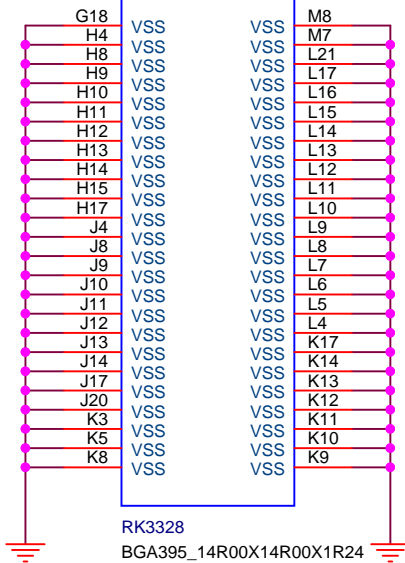 G18 VSS VSS M8
H4 VSS VSS M7
H8 VSS VSS L21
H9 VSS VSS L17
H10 VSS VSS L16
H11 VSS VSS L15
H12 VSS VSS L14
H13 VSS VSS L13
H14 VSS VSS L12
H15 VSS VSS L11
H17 VSS VSS L10
J4 VSS VSS L9
J8 VSS VSS L8
J9 VSS VSS L7
J10 VSS VSS L6
J11 VSS VSS L5
J12 VSS VSS L4
J13 VSS VSS K17
J14 VSS VSS K14
J17 VSS VSS K13
J20 VSS VSS K12
K3 VSS VSS K11
K5 VSS VSS K10
K8 VSS VSS K9
RK3328
BGA395_14R00X14R00X1R24